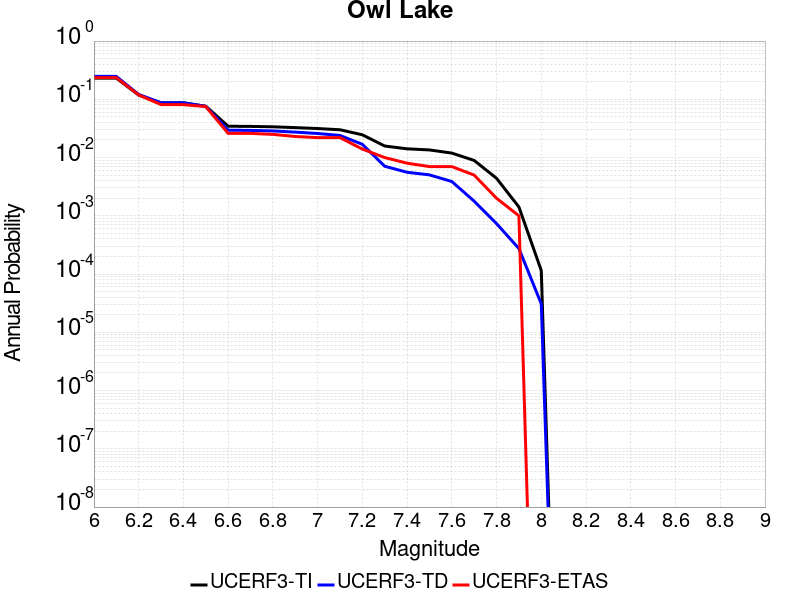 Owl Lake
Annual Probability
10^0
10^-1
10^-2
10^-3
10^-4
10^-5
10^-6
10^-7
10^-8
6 6.2 6.4 6.6 6.8 7 7.2 7.4 7.6 7.8 8 8.2 8.4 8.6 8.8 9
Magnitude
UCERF3-TI UCERF3-TD UCERF3-ETAS